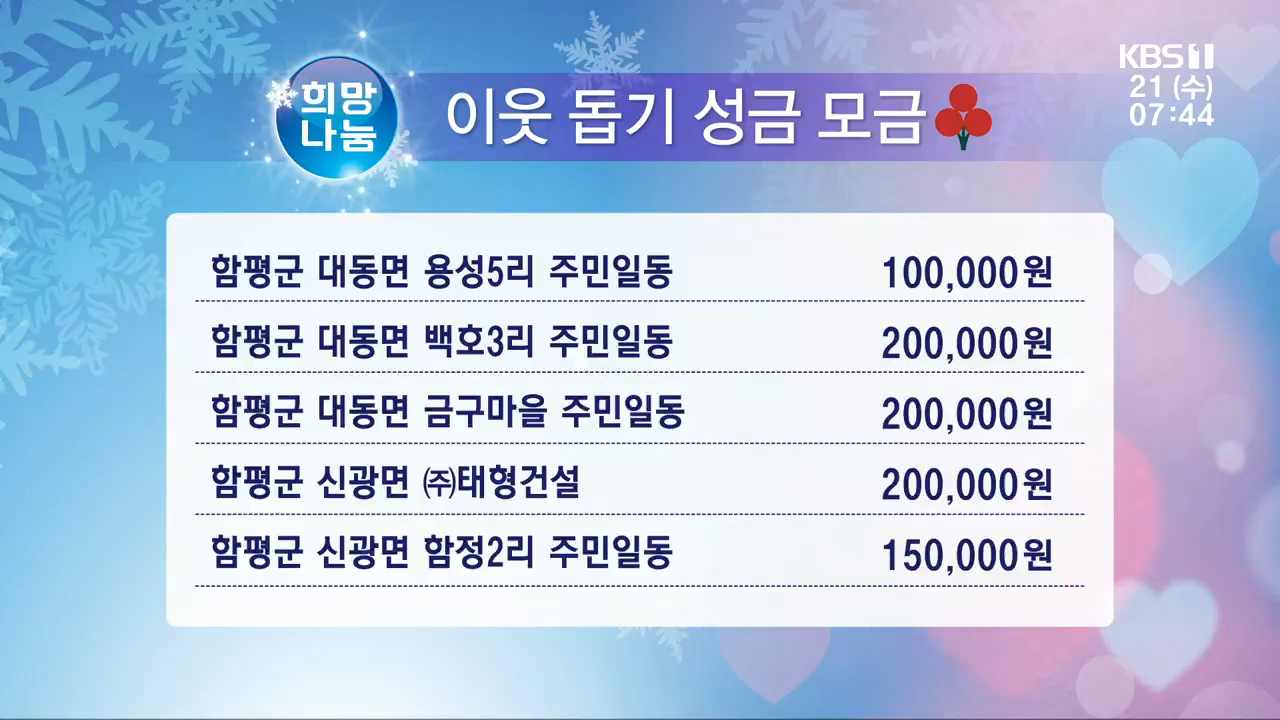 희망
나눔
이웃 돕기 성금 모금
KBS 1
21 (수)
07:44
함평군 대동면 용성5리 주민일동 100,000원
함평군 대동면 백호3리 주민일동 200,000원
함평군 대동면 금구마을 주민일동 200,000원
함평군 신광면 ㈜태형건설 200,000원
함평군 신광면 함정2리 주민일동 150,000원